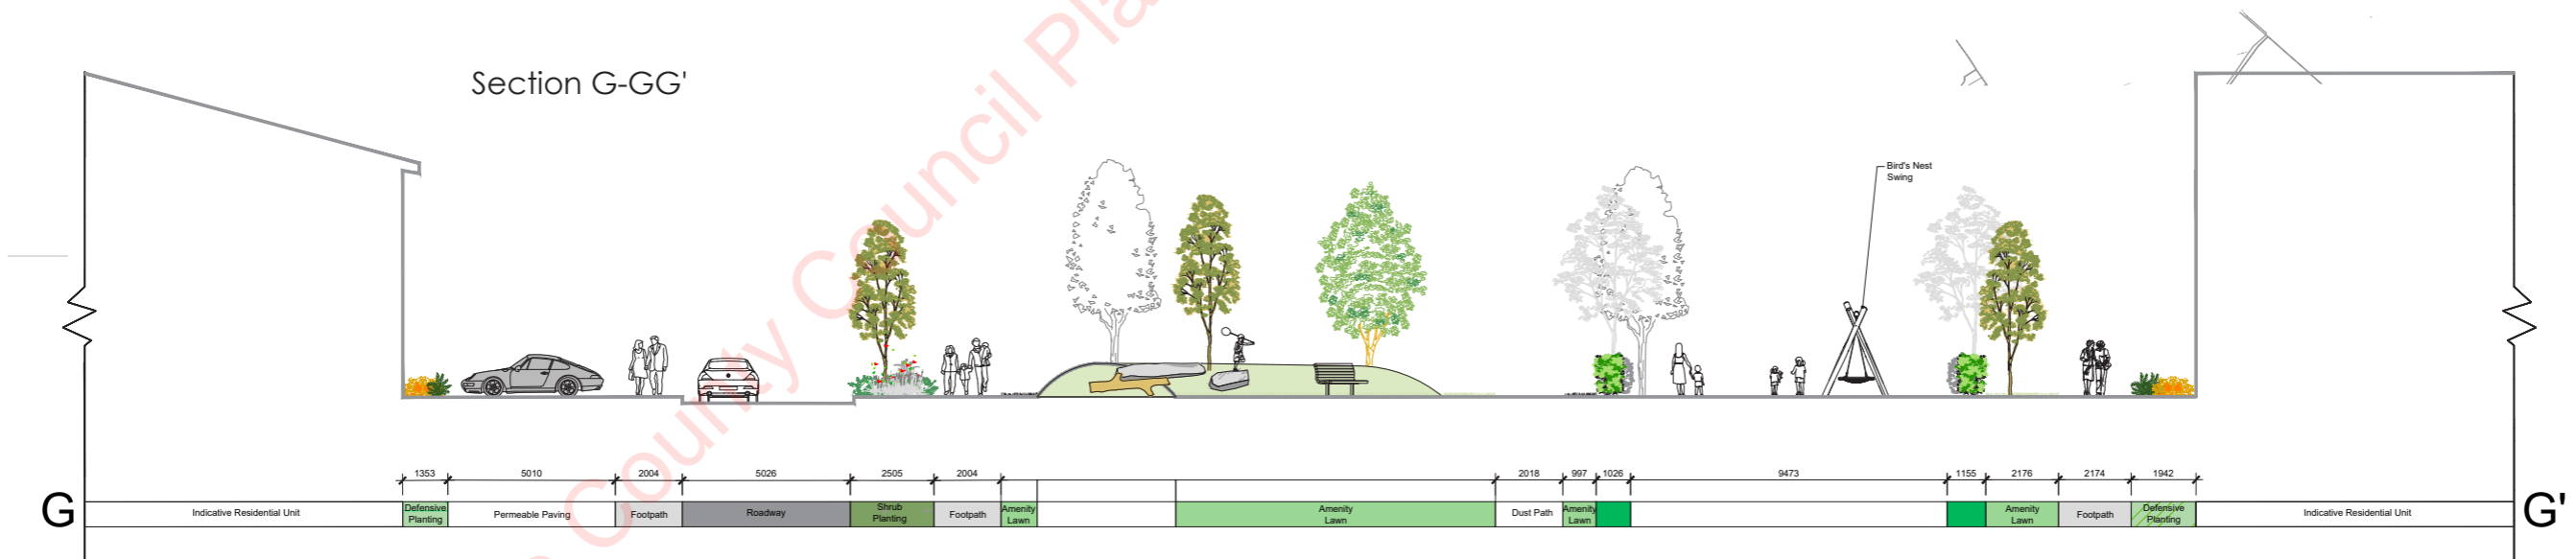 Section G-GG'
County Council Pla
Bird's Nest
Swing
1353
5010
2004
5026
2505
2004
2018
997
1026
9473
1155
2176
2174
1942
G
Indicative Residential Unit
Defensive
Planting
Permeable Paving
Footpath
Roadway
Shrub
Planting
Footpath
Amenity
Lawn
Amenity
Lawn
Dust Path
Amenity
Lawn
Amenity
Lawn
Footpath
Defensive
Planting
Indicative Residential Unit
G'